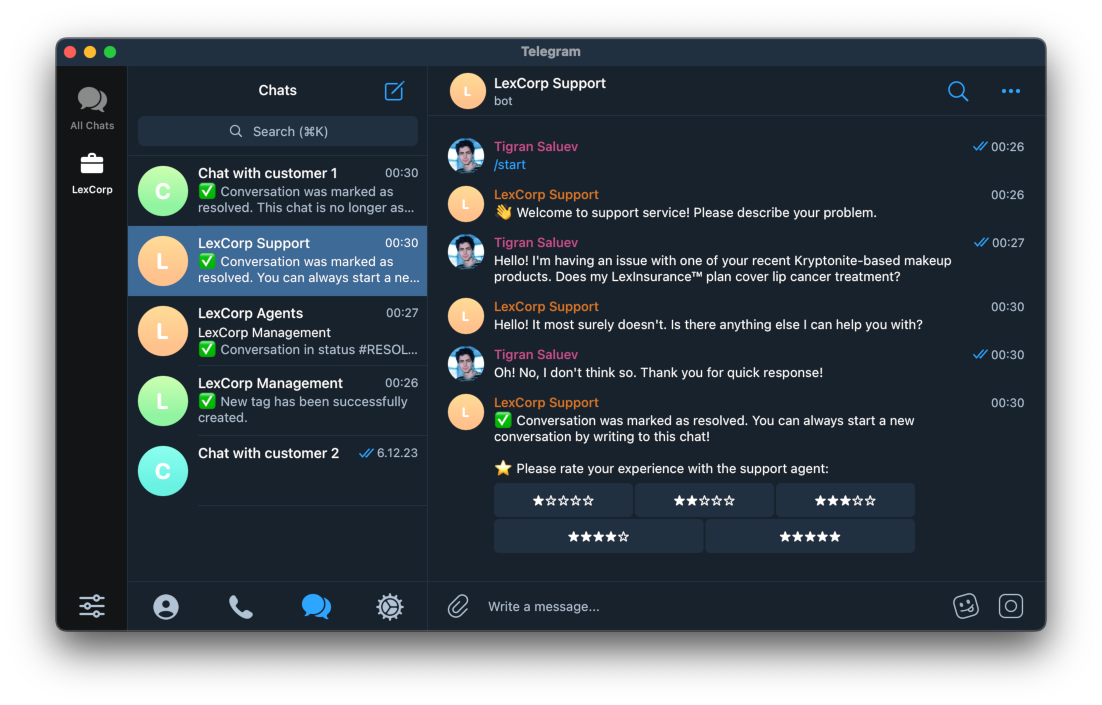 Telegram
All Chats
LexCorp
Chats
Search (⌘K)
Chat with customer 1 00:30
✅ Conversation was marked as
resolved. This chat is no longer as...
LexCorp Support 00:30
✅ Conversation was marked as
resolved. You can always start a ne...
LexCorp Agents 00:27
LexCorp Management
✅ Conversation in status #RESOL...
LexCorp Management 00:26
✅ New tag has been successfully
created.
Chat with customer 2 6.12.23
C
L
L
L
C
L
LexCorp Support
bot
Tigran Saluev 00:26
/start
L
LexCorp Support 00:26
👋 Welcome to support service! Please describe your problem.
Tigran Saluev 00:27
Hello! I'm having an issue with one of your recent Kryptonite-based makeup
products. Does my LexInsurance™ plan cover lip cancer treatment?
L
LexCorp Support 00:30
Hello! It most surely doesn't. Is there anything else I can help you with?
Tigran Saluev 00:30
Oh! No, I don't think so. Thank you for quick response!
L
LexCorp Support 00:30
✅ Conversation was marked as resolved. You can always start a new
conversation by writing to this chat!
⭐ Please rate your experience with the support agent:
★☆☆☆☆ ★★☆☆☆ ★★★☆☆
★★★★☆ ★★★★★
Write a message...